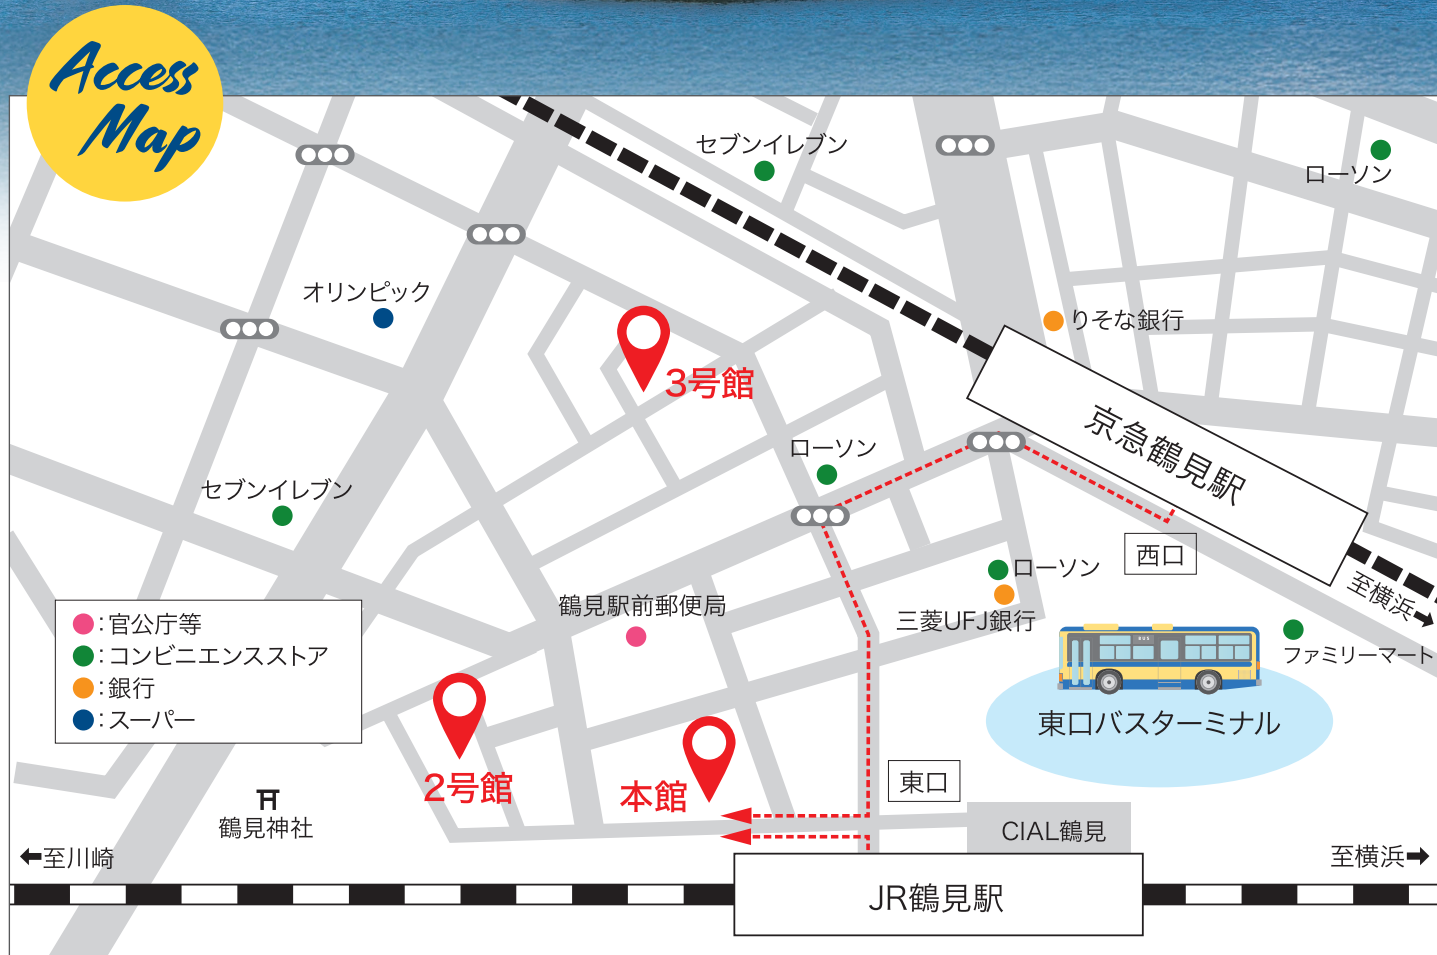 Access
Map
セブンイレブン
ローソン
オリンピック
りそな銀行
3号館
京急鶴見駅
ローソン
セブンイレブン
西口
ローソン
至横浜
鶴見駅前郵便局
三菱UFJ銀行
：官公庁等
：コンビニエンスストア
：銀行
：スーパー
BUS
ファミリーマート
東口バスターミナル
2号館
本館
東口
鶴見神社
CIAL鶴見
←至川崎
至横浜→
JR鶴見駅